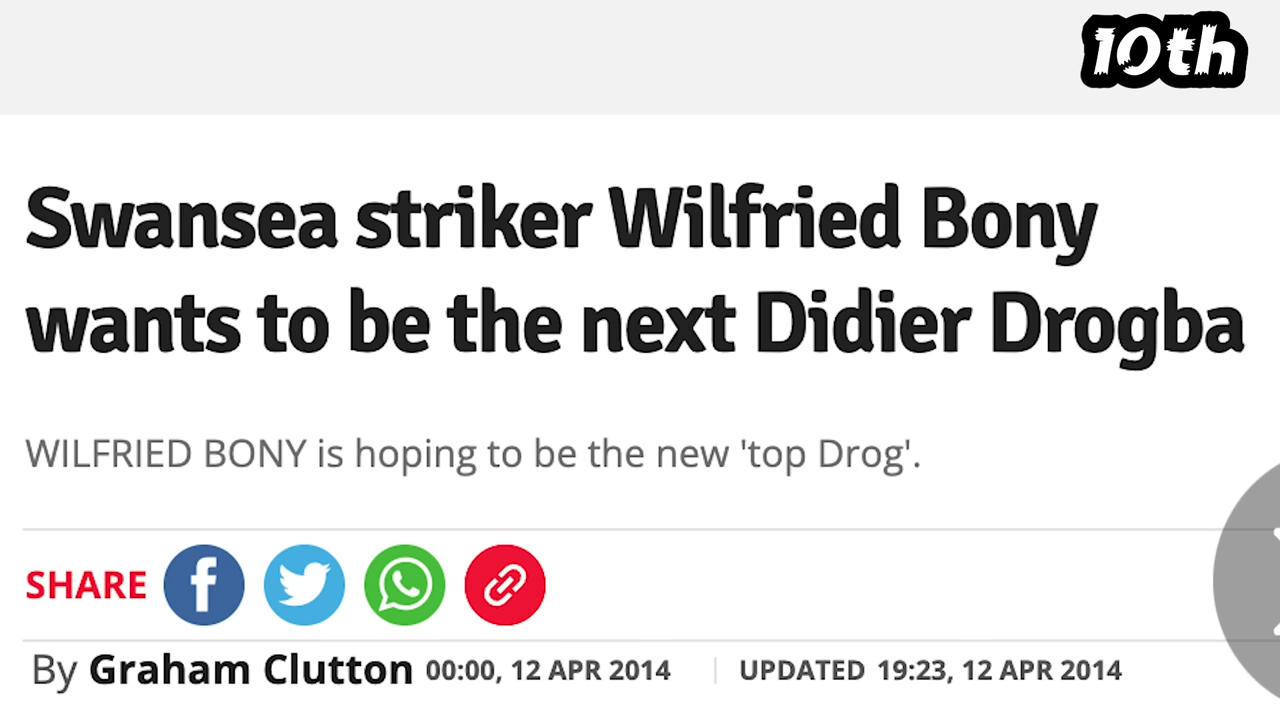 10th
Swansea striker Wilfried Bony
wants to be the next Didier Drogba
WILFRIED BONY is hoping to be the new 'top Drog'.
SHARE
By Graham Clutton 00:00, 12 APR 2014 | UPDATED 19:23, 12 APR 2014